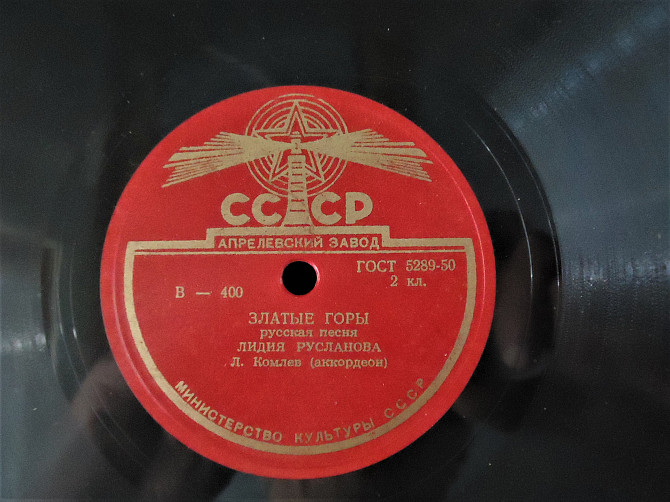 СССР
АПРЕЛЕВСКИЙ ЗАВОД
ГОСТ 5289-50
В — 400
2 кл.
ЗЛАТЫЕ ГОРЫ
русская песня
ЛИДИЯ РУСЛАНОВА
Л. Комлев (аккордеон)
МИНИСТЕРСТВО КУЛЬТУРЫ СССР